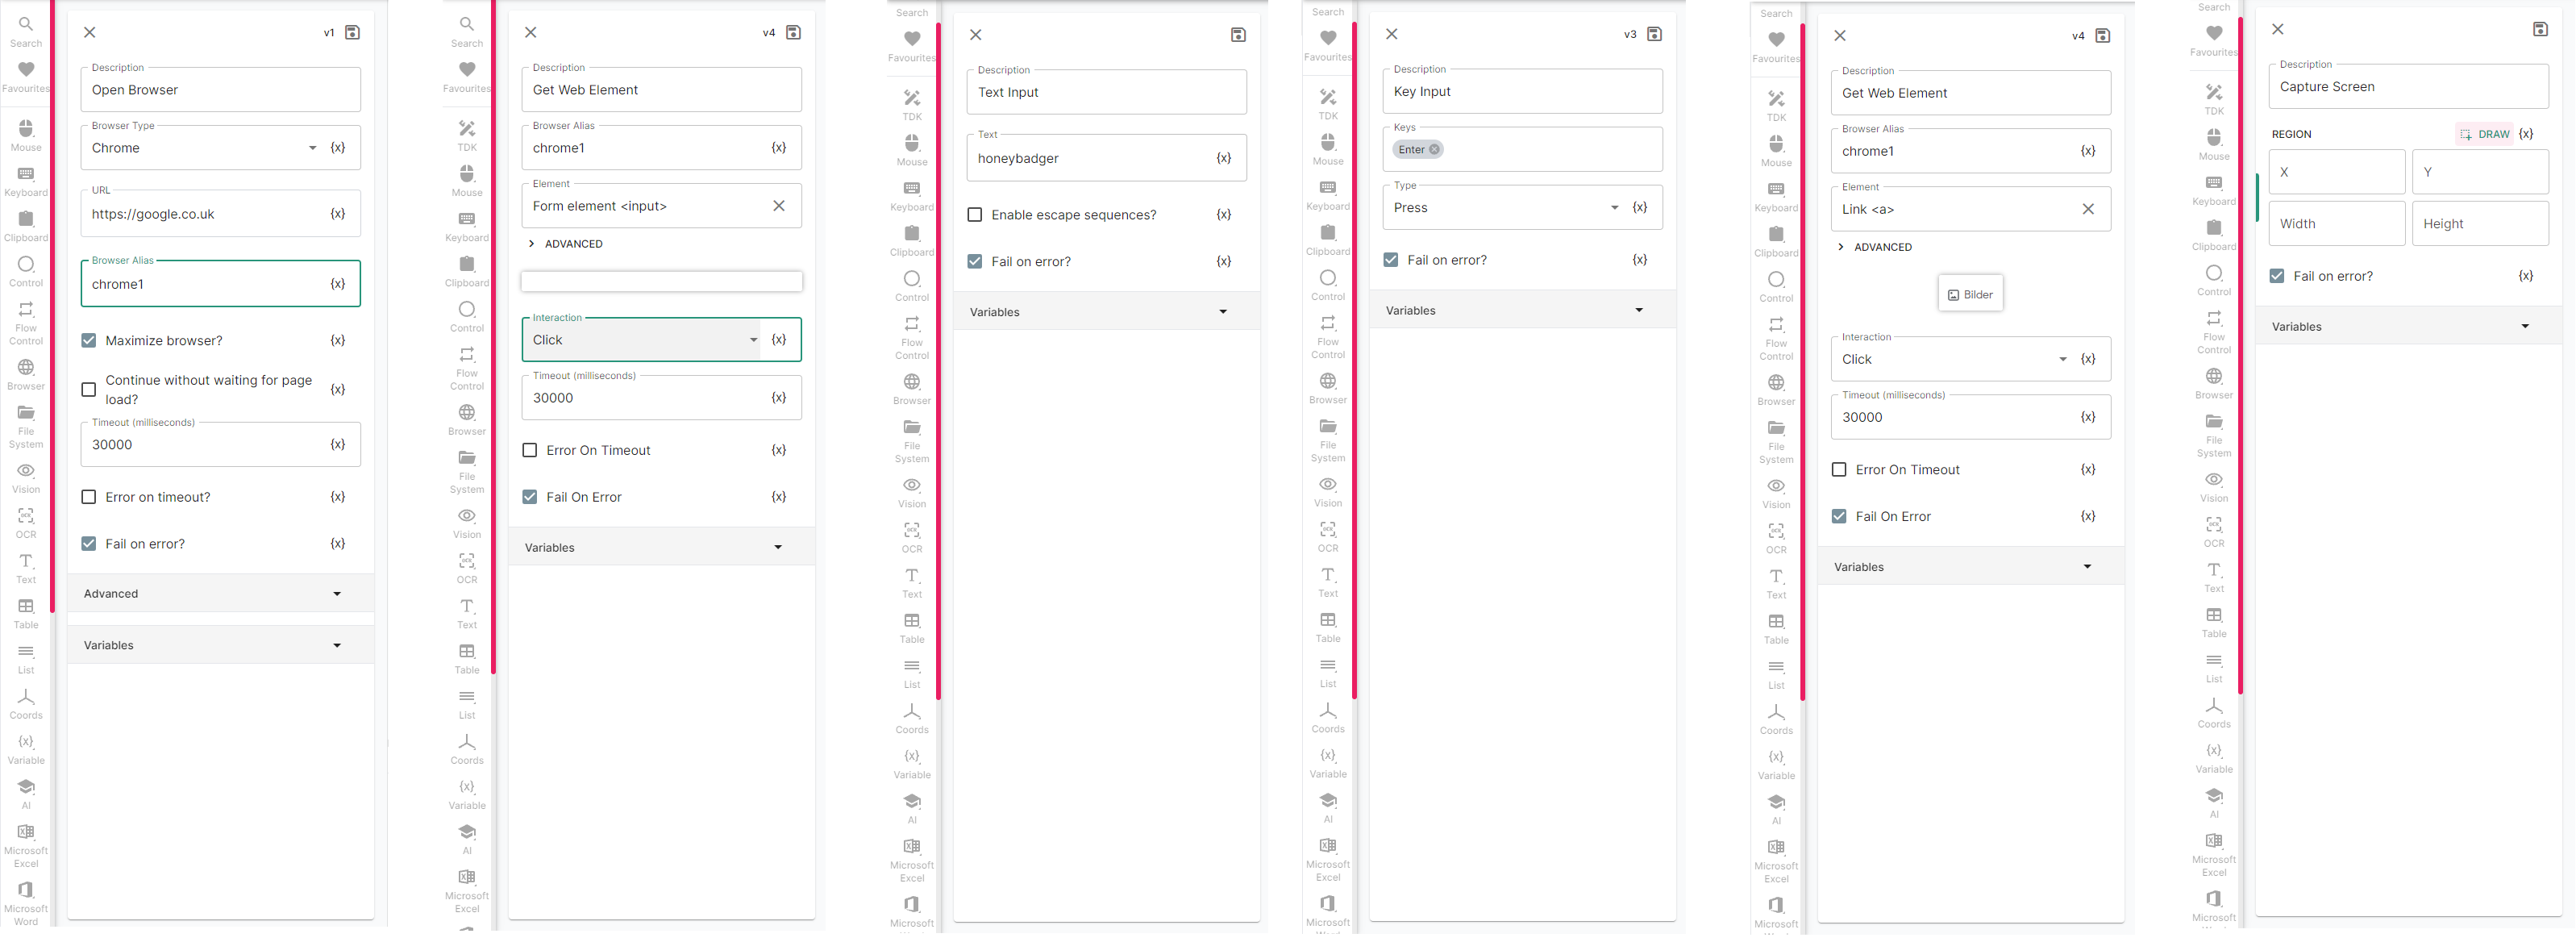 Search
Favourites
Mouse
Keyboard
Clipboard
Control
Flow
Control
Browser
File
System
Vision
OCR
Text
Table
List
Coords
{x}
Variable
AI
Microsoft
Excel
Microsoft
Word
v1
Description
Open Browser
Browser Type
Chrome {x}
URL
https://google.co.uk {x}
Browser Alias
chrome1 {x}
Maximize browser? {x}
Continue without waiting for page
load? {x}
Timeout (milliseconds)
30000 {x}
Error on timeout? {x}
Fail on error? {x}
Advanced
Variables
Search
Favourites
TDK
Mouse
Keyboard
Clipboard
Control
Flow
Control
Browser
File
System
Vision
OCR
Text
Table
List
Coords
{x}
Variable
AI
Microsoft
Excel
v4
Description
Get Web Element
Browser Alias
chrome1 {x}
Element
Form element <input>
ADVANCED
Interaction
Click {x}
Timeout (milliseconds)
30000 {x}
Error On Timeout {x}
Fail On Error {x}
Variables
Search
Favourites
TDK
Mouse
Keyboard
Clipboard
Control
Flow
Control
Browser
File
System
Vision
OCR
Text
Table
List
Coords
{x}
Variable
AI
Microsoft
Excel
Microsoft
Description
Text Input
Text
honeybadger {x}
Enable escape sequences? {x}
Fail on error? {x}
Variables
Search
Favourites
TDK
Mouse
Keyboard
Clipboard
Control
Flow
Control
Browser
File
System
Vision
OCR
Text
Table
List
Coords
{x}
Variable
AI
Microsoft
Excel
Microsoft
v3
Description
Key Input
Keys
Enter
Type
Press {x}
Fail on error? {x}
Variables
Search
Favourites
TDK
Mouse
Keyboard
Clipboard
Control
Flow
Control
Browser
File
System
Vision
OCR
Text
Table
List
Coords
{x}
Variable
AI
Microsoft
Excel
Microsoft
v4
Description
Get Web Element
Browser Alias
chrome1 {x}
Element
Link <a>
ADVANCED
Bilder
Interaction
Click {x}
Timeout (milliseconds)
30000 {x}
Error On Timeout {x}
Fail On Error {x}
Variables
Search
Favourites
TDK
Mouse
Keyboard
Clipboard
Control
Flow
Control
Browser
File
System
Vision
OCR
Text
Table
List
Coords
{x}
Variable
AI
Microsoft
Excel
Microsoft
Description
Capture Screen
REGION DRAW {x}
X Y
Width Height
Fail on error? {x}
Variables